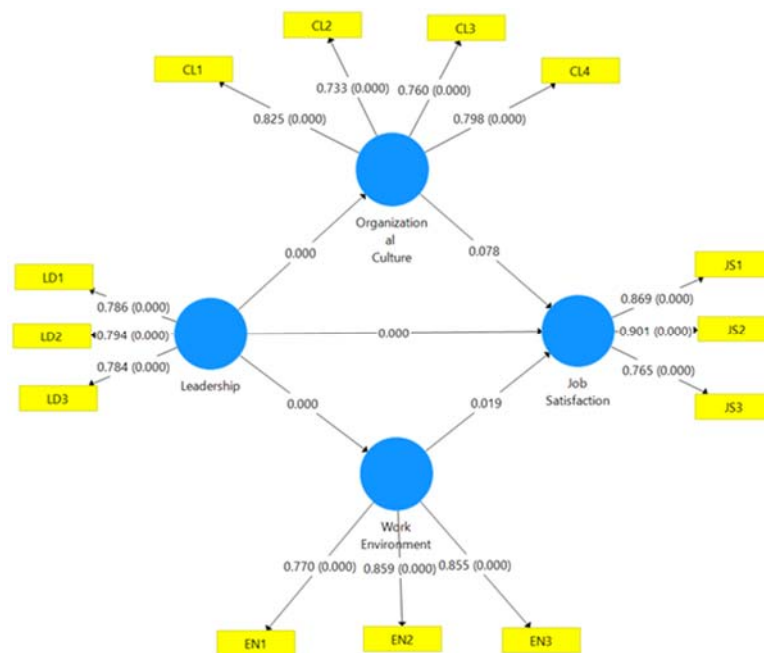 CL2
CL3
CL1
CL4
0.733 (0.000)
0.760 (0.000)
0.825 (0.000)
0.798 (0.000)
Organization
al
Culture
0.000
0.078
JS1
LD1
0.869 (0.000)
0.786 (0.000)
LD2
0.794 (0.000)
0.000
0.901 (0.000)
JS2
0.784 (0.000)
0.765 (0.000)
LD3
Leadership
Job
Satisfaction
JS3
0.000
0.019
Work
Environment
0.770 (0.000)
0.859 (0.000)
0.855 (0.000)
EN1
EN2
EN3